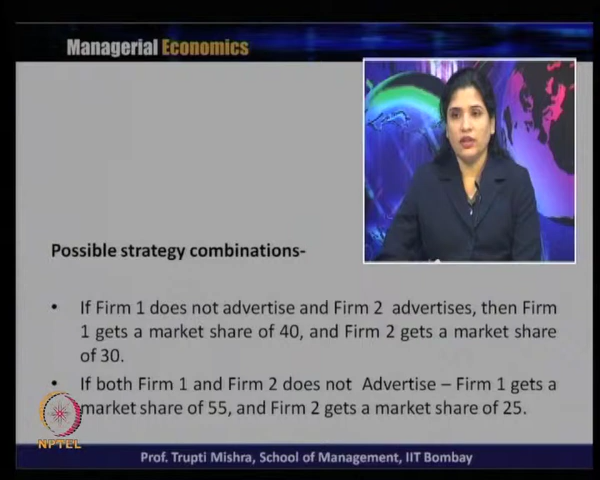 Managerial Economics
Possible strategy combinations-
• If Firm 1 does not advertise and Firm 2 advertises, then Firm
1 gets a market share of 40, and Firm 2 gets a market share
of 30.
• If both Firm 1 and Firm 2 does not Advertise – Firm 1 gets a
market share of 55, and Firm 2 gets a market share of 25.
NPTEL
Prof. Trupti Mishra, School of Management, IIT Bombay